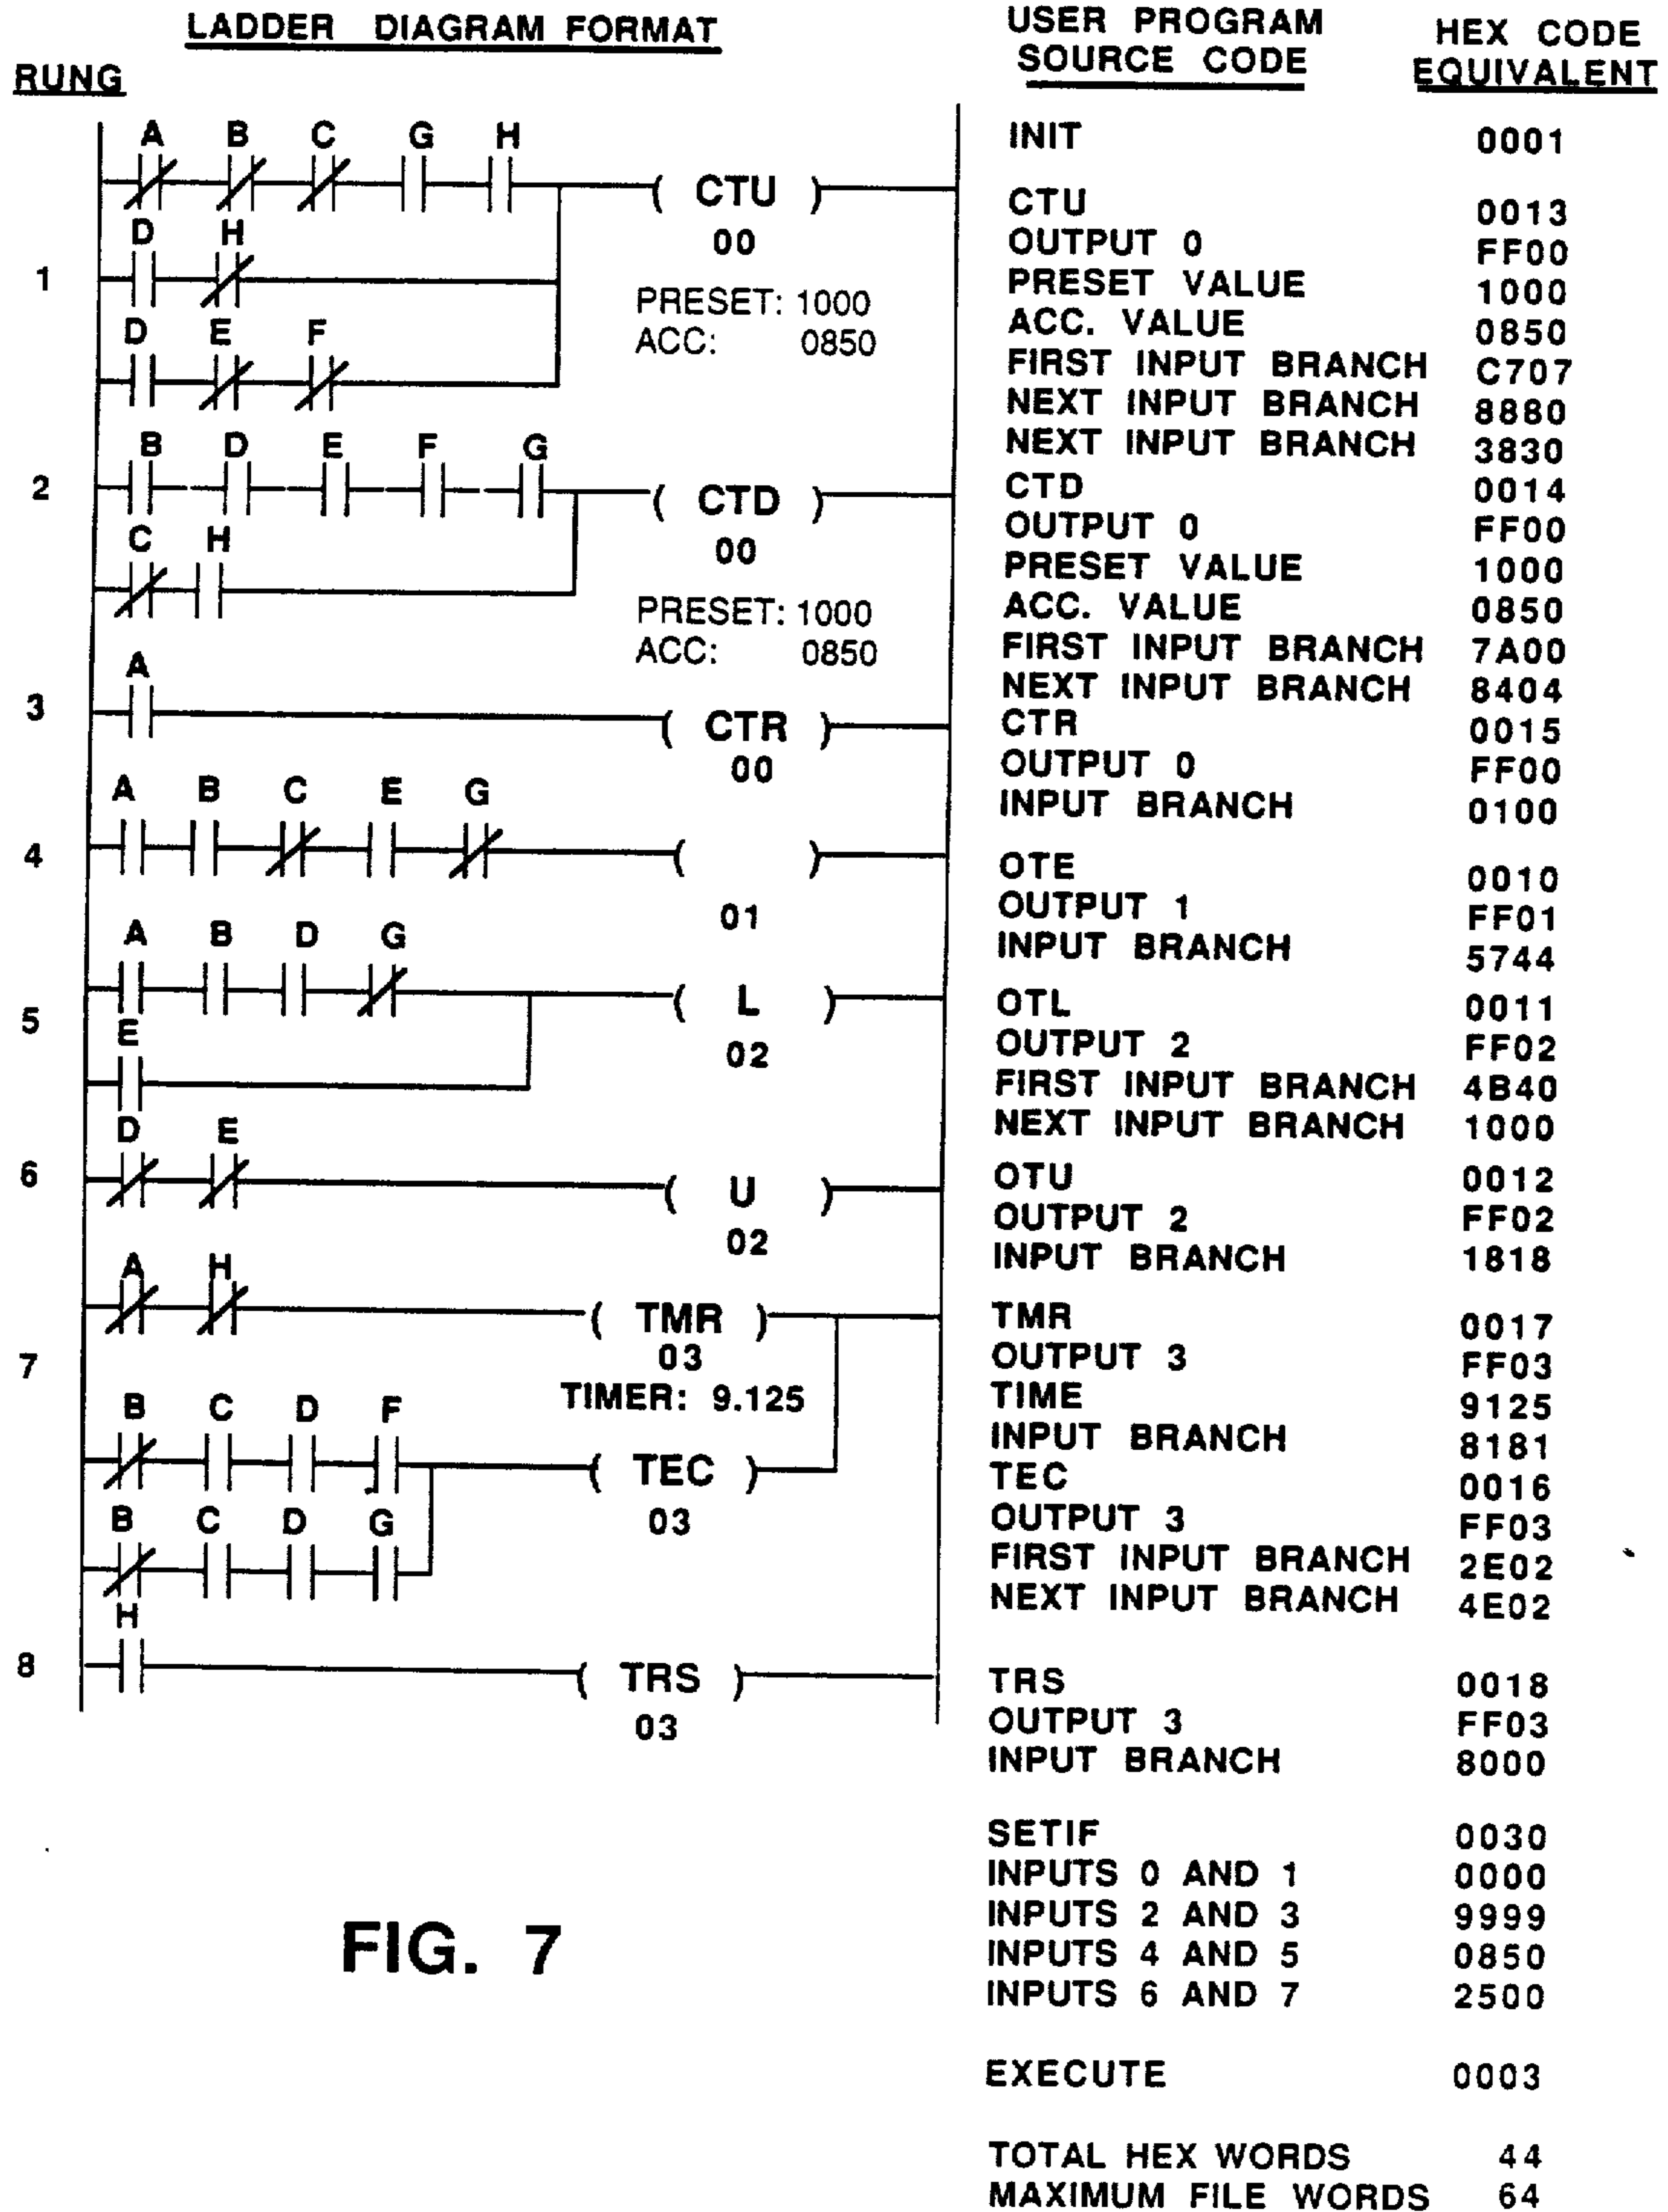 LADDER DIAGRAM FORMAT
RUNG
A B C G H
( CTU )
00
D H
1
PRESET: 1000
ACC: 0850
D E F
B D E F G
2
( CTD )
00
C H
PRESET: 1000
ACC: 0850
A
3
( CTR )
00
A B C E G
4
( )
01
A B D G
5
( L )
02
E
D E
6
( U )
02
A H
( TMR )
03
7
TIMER: 9.125
B C D F
( TEC )
03
B C D G
H
8
( TRS )
03
FIG. 7
USER PROGRAM HEX CODE
SOURCE CODE EQUIVALENT
INIT 0001
CTU 0013
OUTPUT 0 FF00
PRESET VALUE 1000
ACC. VALUE 0850
FIRST INPUT BRANCH C707
NEXT INPUT BRANCH 8880
NEXT INPUT BRANCH 3830
CTD 0014
OUTPUT 0 FF00
PRESET VALUE 1000
ACC. VALUE 0850
FIRST INPUT BRANCH 7A00
NEXT INPUT BRANCH 8404
CTR 0015
OUTPUT 0 FF00
INPUT BRANCH 0100
OTE 0010
OUTPUT 1 FF01
INPUT BRANCH 5744
OTL 0011
OUTPUT 2 FF02
FIRST INPUT BRANCH 4B40
NEXT INPUT BRANCH 1000
OTU 0012
OUTPUT 2 FF02
INPUT BRANCH 1818
TMR 0017
OUTPUT 3 FF03
TIME 9125
INPUT BRANCH 8181
TEC 0016
OUTPUT 3 FF03
FIRST INPUT BRANCH 2E02
NEXT INPUT BRANCH 4E02
TRS 0018
OUTPUT 3 FF03
INPUT BRANCH 8000
SETIF 0030
INPUTS 0 AND 1 0000
INPUTS 2 AND 3 9999
INPUTS 4 AND 5 0850
INPUTS 6 AND 7 2500
EXECUTE 0003
TOTAL HEX WORDS 44
MAXIMUM FILE WORDS 64